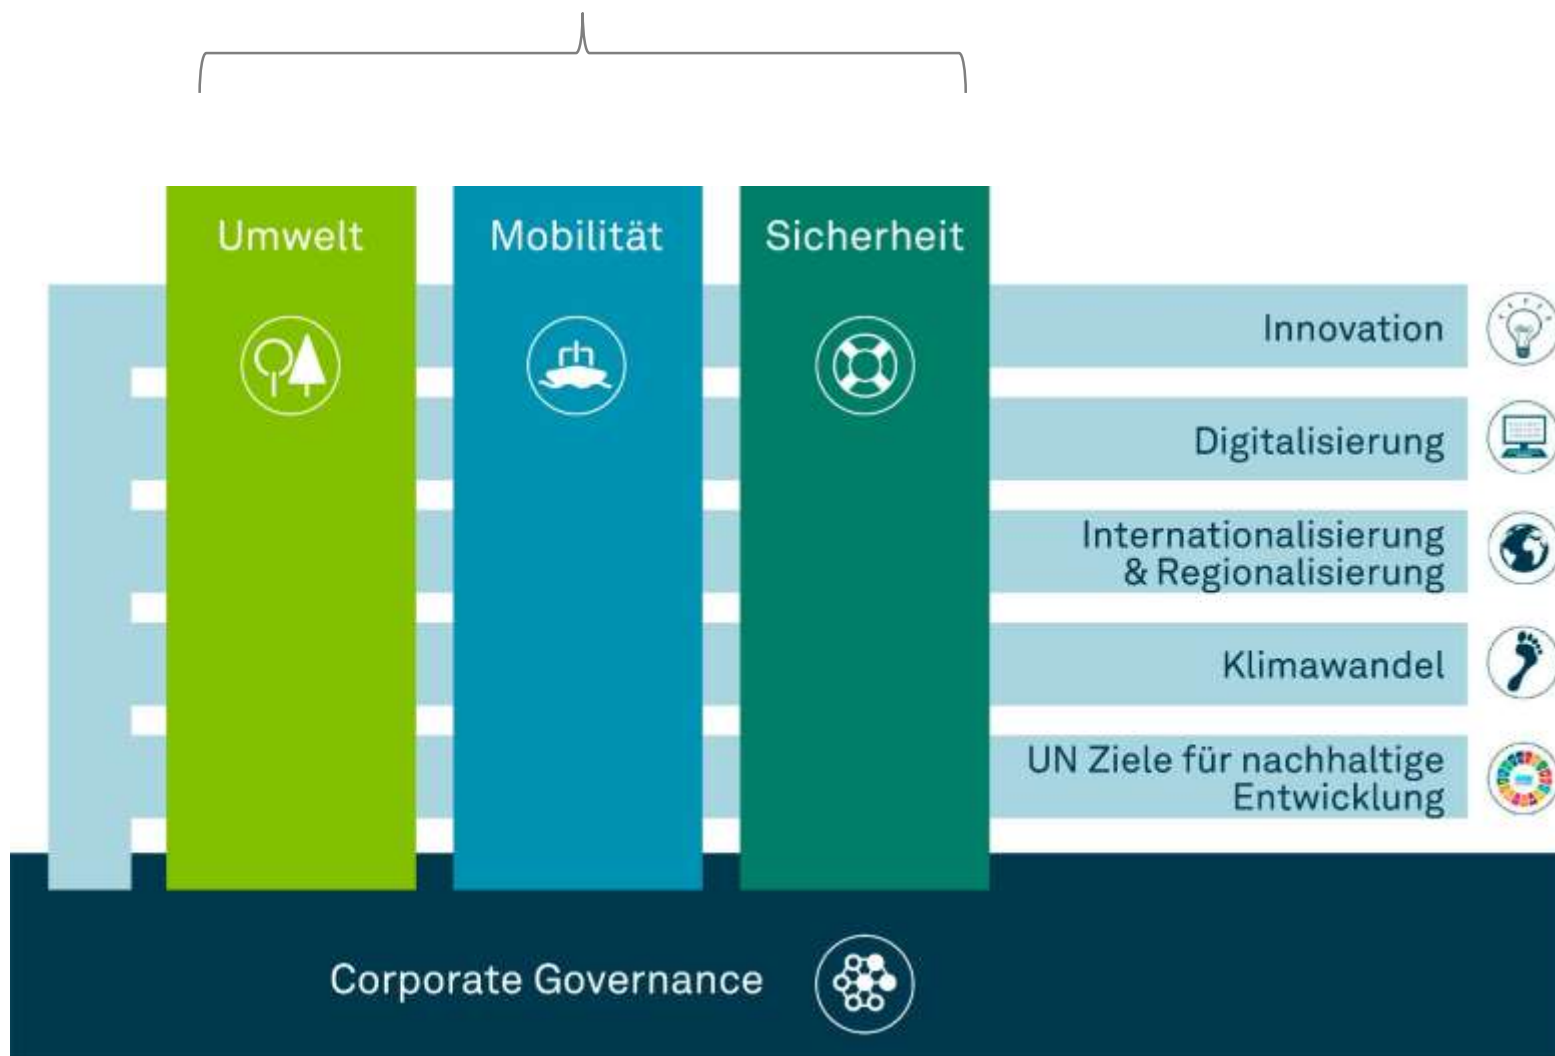 Umwelt
Mobilität
Sicherheit
Innovation
Digitalisierung
Internationalisierung
& Regionalisierung
Klimawandel
UN Ziele für nachhaltige
Entwicklung
Corporate Governance